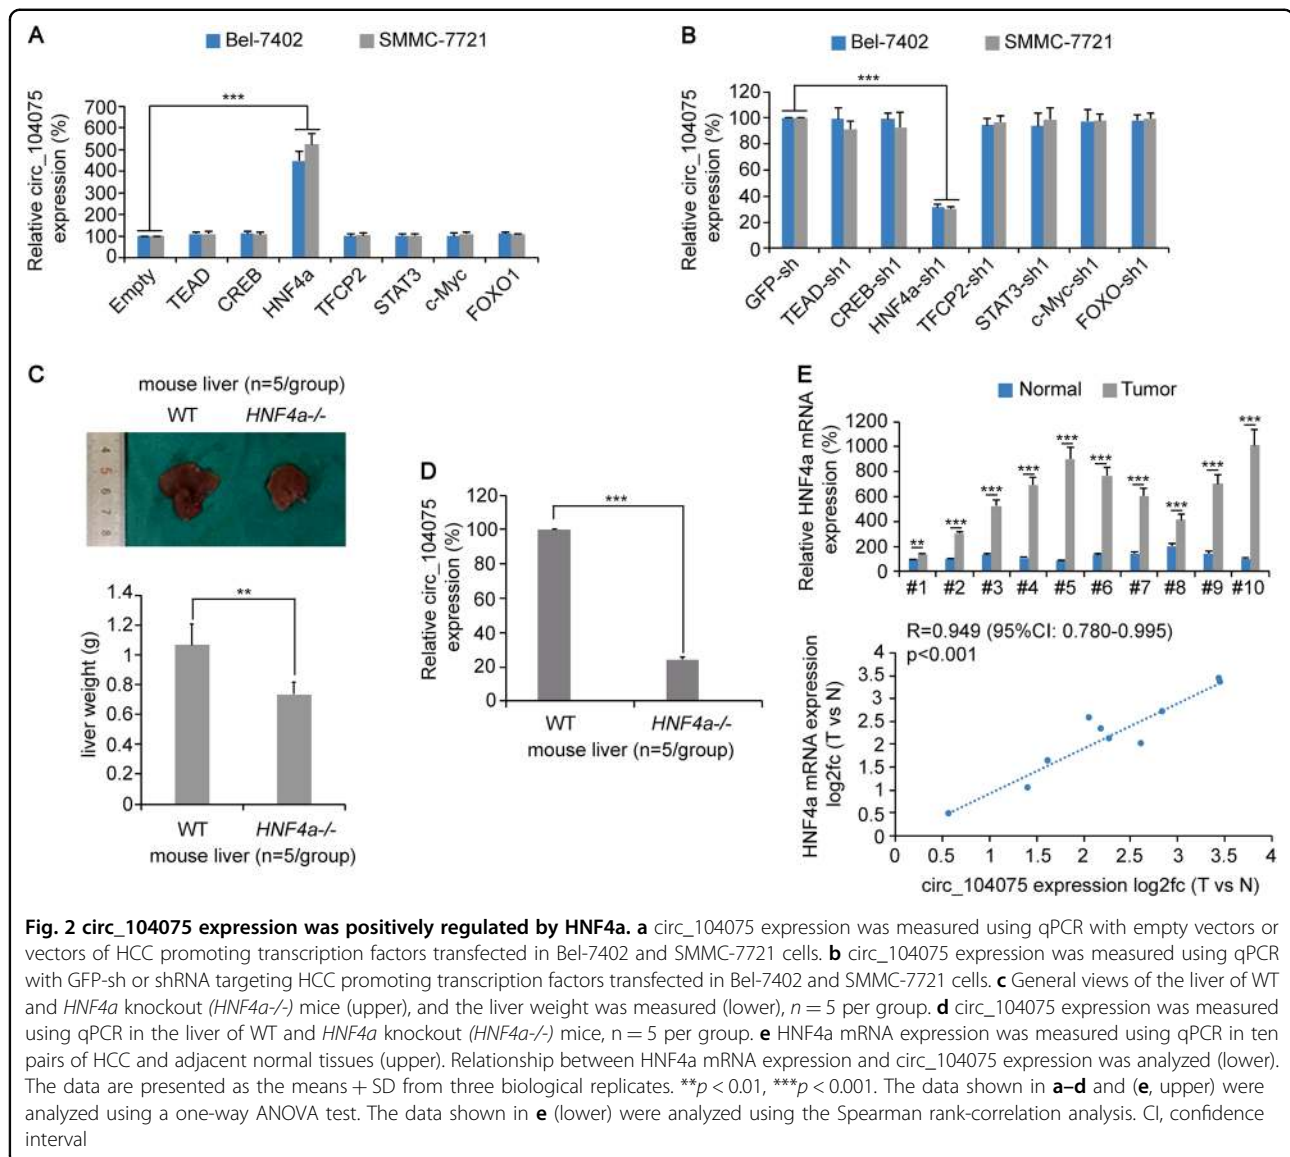 A
Bel-7402
SMMC-7721
Relative circ_104075
expression (%)
700
600
500
400
300
200
100
0
***
Empty
TEAD
CREB
HNF4a
TFCP2
STAT3
c-Myc
FOXO1
B
Bel-7402
SMMC-7721
Relative circ_104075
expression (%)
120
100
80
60
40
20
0
***
GFP-sh
TEAD-sh1
CREB-sh1
HNF4a-sh1
TFCP2-sh1
STAT3-sh1
c-Myc-sh1
FOXO-sh1
C
mouse liver (n=5/group)
WT
HNF4a-/-
4
5
6
7
8
liver weight (g)
1.4
1.2
1
0.8
0.6
0.4
0.2
0
**
WT
HNF4a-/-
mouse liver (n=5/group)
D
Relative circ_104075
expression (%)
120
100
80
60
40
20
0
***
WT
HNF4a-/-
mouse liver (n=5/group)
E
Normal
Tumor
Relative HNF4a mRNA
expression (%)
1200
1000
800
600
400
200
0
**
***
***
***
***
***
***
***
***
***
#1
#2
#3
#4
#5
#6
#7
#8
#9
#10
R=0.949 (95%CI: 0.780-0.995)
p<0.001
HNF4a mRNA expression
log2fc (T vs N)
4
3.5
3
2.5
2
1.5
1
0.5
0
0
0.5
1
1.5
2
2.5
3
3.5
4
circ_104075 expression log2fc (T vs N)
Fig. 2 circ_104075 expression was positively regulated by HNF4a. a circ_104075 expression was measured using qPCR with empty vectors or
vectors of HCC promoting transcription factors transfected in Bel-7402 and SMMC-7721 cells. b circ_104075 expression was measured using qPCR
with GFP-sh or shRNA targeting HCC promoting transcription factors transfected in Bel-7402 and SMMC-7721 cells. c General views of the liver of WT
and HNF4a knockout (HNF4a-/-) mice (upper), and the liver weight was measured (lower), n = 5 per group. d circ_104075 expression was measured
using qPCR in the liver of WT and HNF4a knockout (HNF4a-/-) mice, n = 5 per group. e HNF4a mRNA expression was measured using qPCR in ten
pairs of HCC and adjacent normal tissues (upper). Relationship between HNF4a mRNA expression and circ_104075 expression was analyzed (lower).
The data are presented as the means + SD from three biological replicates. **p < 0.01, ***p < 0.001. The data shown in a–d and (e, upper) were
analyzed using a one-way ANOVA test. The data shown in e (lower) were analyzed using the Spearman rank-correlation analysis. CI, confidence
interval